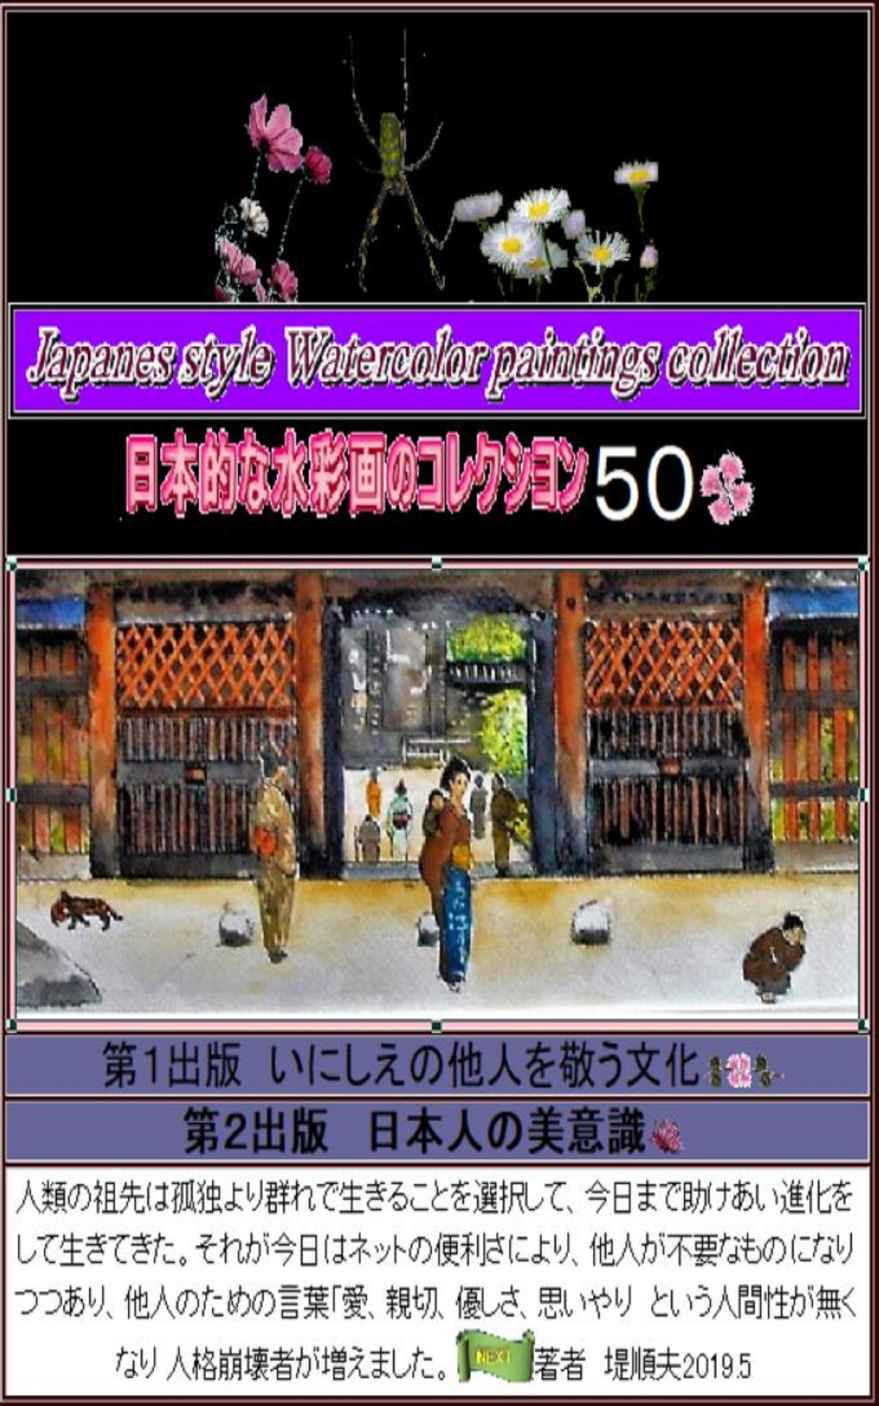 Japanes style Watercolor paintings collection
日本的な水彩画のコレクション 50
第1出版 いにしえの他人を敬う文化
第2出版 日本人の美意識
人類の祖先は孤独より群れで生きることを選択して、今日まで助けあい進化を
して生きてきた。それが今日はネットの便利さにより、他人が不要なものになり
つつあり、他人のための言葉「愛、親切、優しさ、思いやり という人間性が無く
なり 人格崩壊者が増えました。 NEXT 著者 堤順夫2019.5